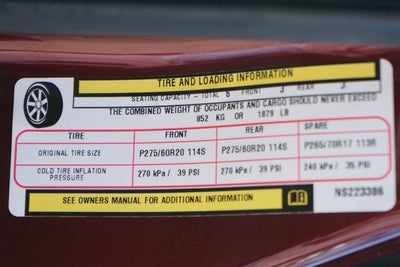 TIRE AND LOADING INFORMATION
SEATING CAPACITY - TOTAL 6 FRONT 3 REAR 3
THE COMBINED WEIGHT OF OCCUPANTS AND CARGO SHOULD NEVER EXCEED
852 KG OR 1879 LB
TIRE FRONT REAR SPARE
ORIGINAL TIRE SIZE P275/60R20 114S P275/60R20 114S P265/70R17 113R
COLD TIRE INFLATION PRESSURE 270 kPa / 39 PSI 270 kPa / 39 PSI 240 kPa / 35 PSI
SEE OWNERS MANUAL FOR ADDITIONAL INFORMATION
NS223386